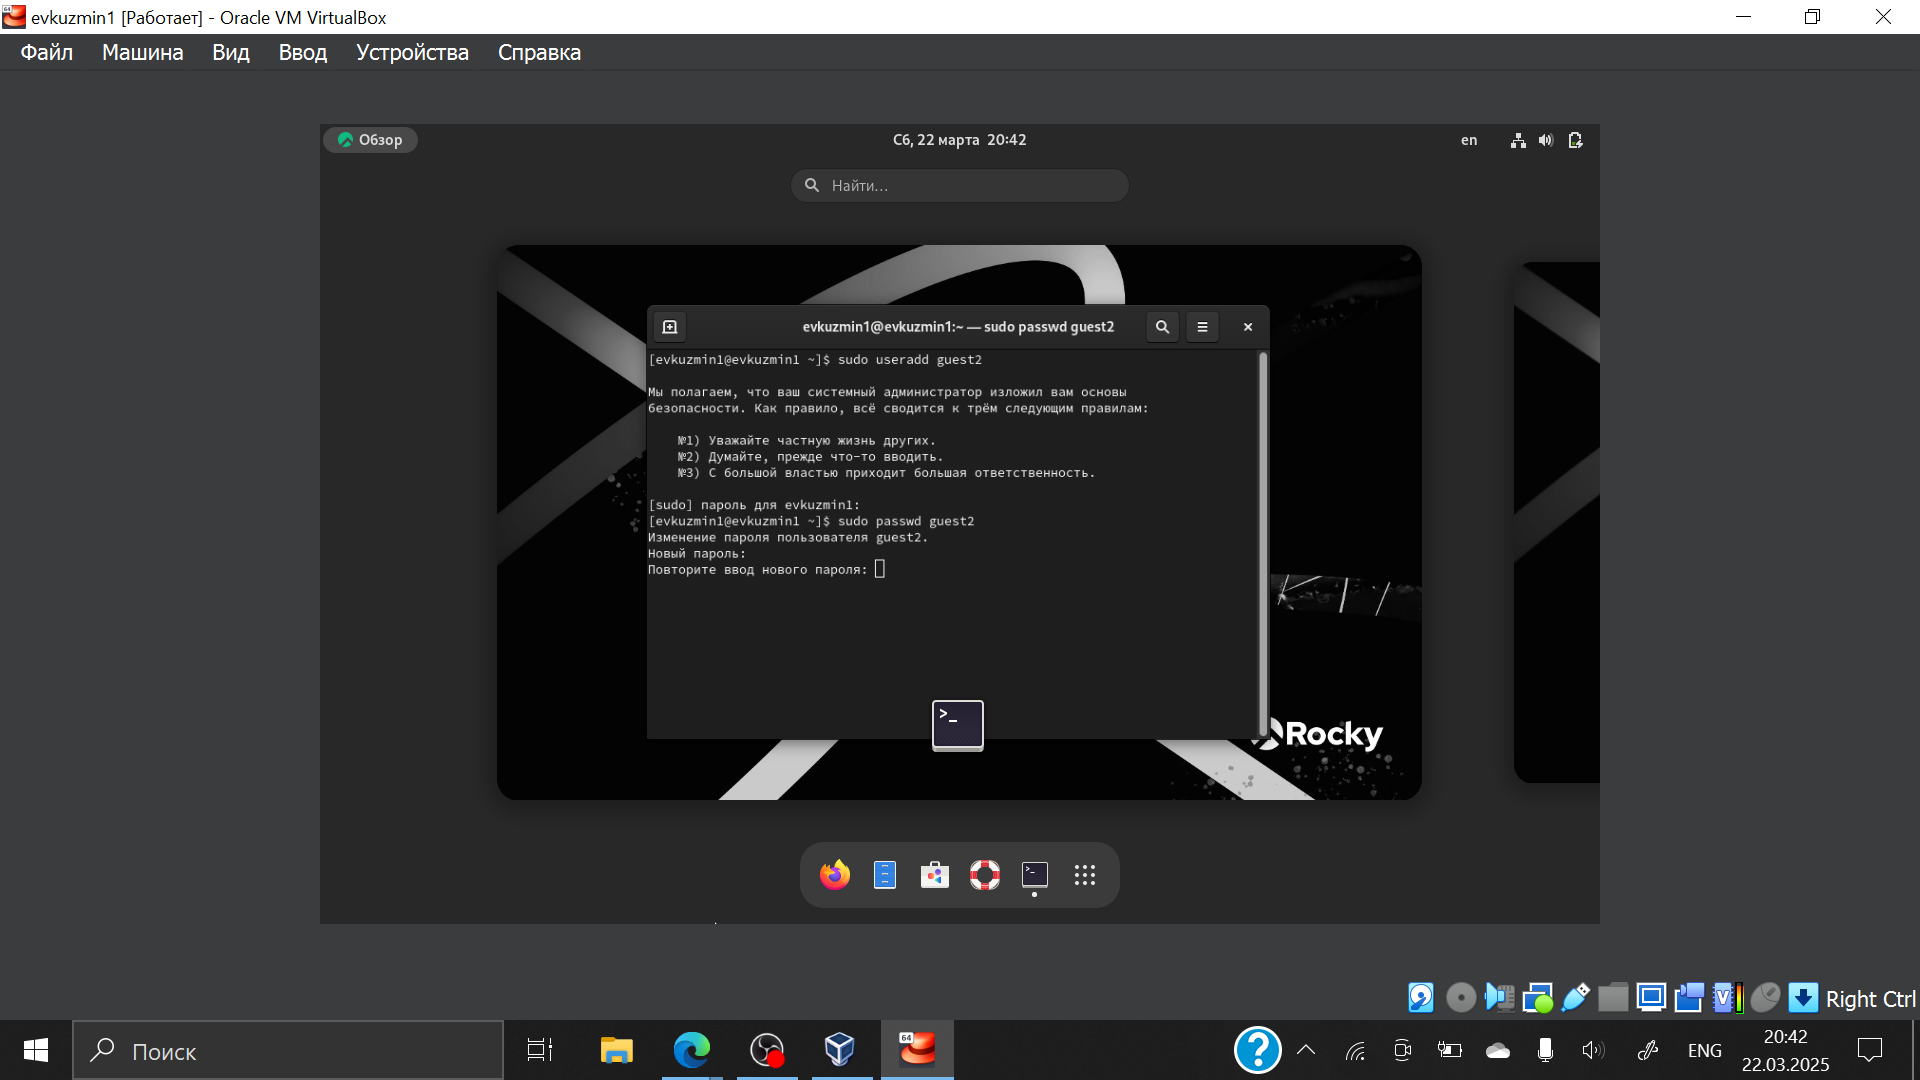 evkuzmin1 [Работает] - Oracle VM VirtualBox
Файл Машина Вид Ввод Устройства Справка
Обзор
Сб, 22 марта 20:42
en
Найти...
evkuzmin1@evkuzmin1:~ — sudo passwd guest2
[evkuzmin1@evkuzmin1 ~]$ sudo useradd guest2
Мы полагаем, что ваш системный администратор изложил вам основы
безопасности. Как правило, всё сводится к трём следующим правилам:
№1) Уважайте частную жизнь других.
№2) Думайте, прежде что-то вводить.
№3) С большой властью приходит большая ответственность.
[sudo] пароль для evkuzmin1:
[evkuzmin1@evkuzmin1 ~]$ sudo passwd guest2
Изменение пароля пользователя guest2.
Новый пароль:
Повторите ввод нового пароля:
>_
Rocky
Right Ctrl
Поиск
64
ENG
20:42
22.03.2025